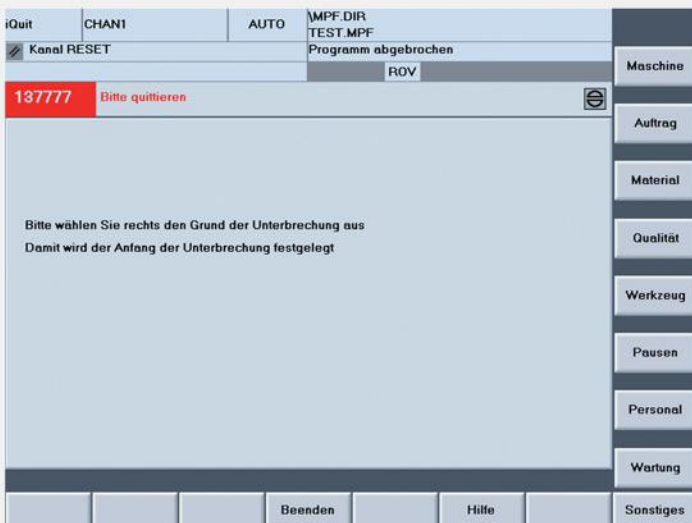 iQuit CHAN1 AUTO \MPF.DIR
TEST.MPF
Kanal RESET Programm abgebrochen
ROV
137777 Bitte quittieren
Bitte wählen Sie rechts den Grund der Unterbrechung aus
Damit wird der Anfang der Unterbrechung festgelegt
Maschine
Auftrag
Material
Qualität
Werkzeug
Pausen
Personal
Wartung
Beenden Hilfe Sonstiges